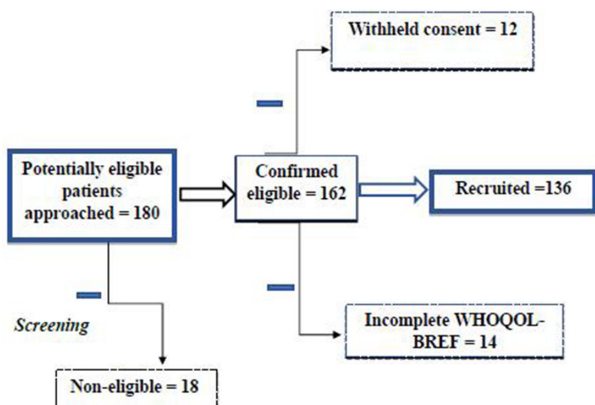 Withheld consent = 12
Potentially eligible
patients
approached = 180
Confirmed
eligible = 162
Recruited =136
Screening
Incomplete WHOQOL-
BREF = 14
Non-eligible = 18